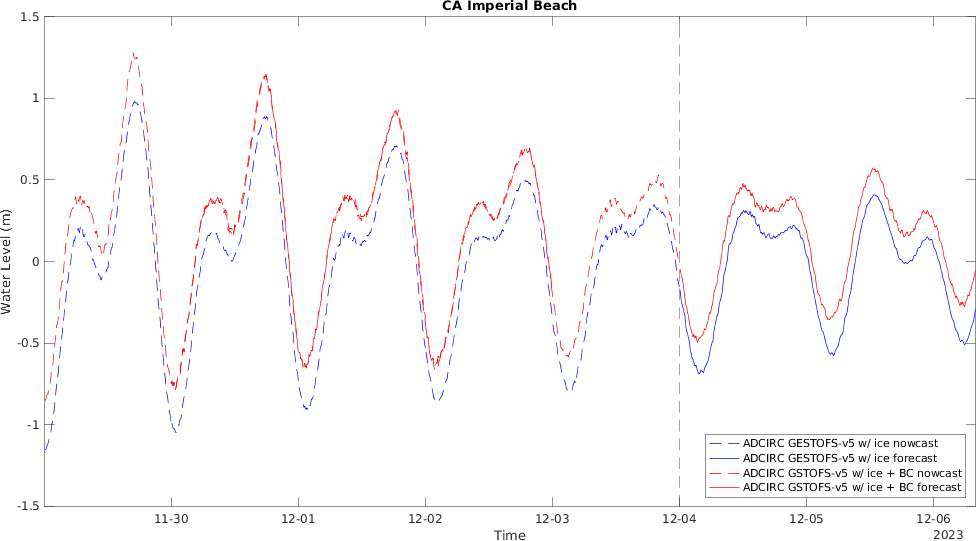 CA Imperial Beach
1.5
1
0.5
0
-0.5
-1
-1.5
Water Level (m)
11-30
12-01
12-02
12-03
12-04
12-05
12-06
Time
2023
ADCIRC GESTOFS-v5 w/ ice nowcast
ADCIRC GESTOFS-v5 w/ ice forecast
ADCIRC GSTOFS-v5 w/ ice + BC nowcast
ADCIRC GSTOFS-v5 w/ ice + BC forecast